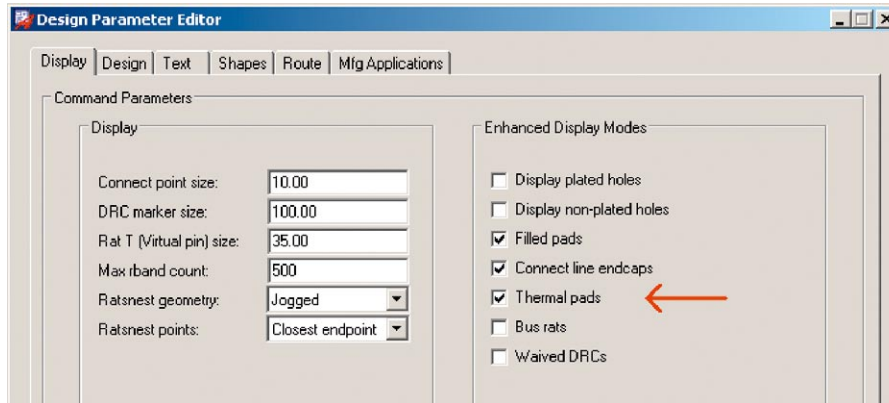 Design Parameter Editor
Display Design Text Shapes Route Mfg Applications
Command Parameters
Display
Connect point size: 10.00
DRC marker size: 100.00
Rat T (Virtual pin) size: 35.00
Max rband count: 500
Ratsnest geometry: Jogged
Ratsnest points: Closest endpoint
Enhanced Display Modes
Display plated holes
Display non-plated holes
Filled pads
Connect line endcaps
Thermal pads
Bus rats
Waived DRCs